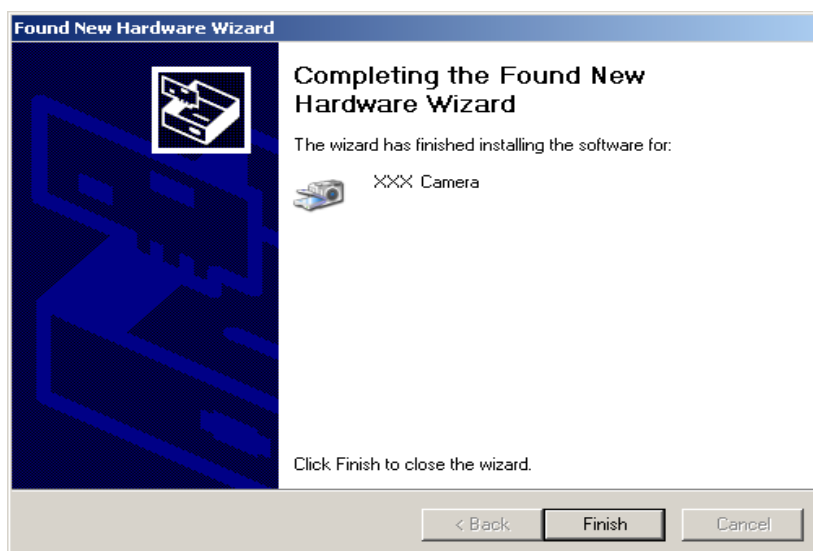 Found New Hardware Wizard
Completing the Found New
Hardware Wizard
The wizard has finished installing the software for:
XXX Camera
Click Finish to close the wizard.
< Back
Finish
Cancel